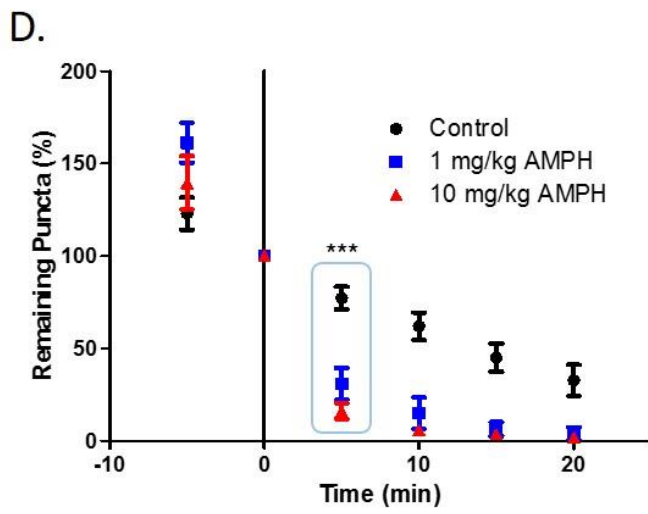 D.
200
150
100
50
0
Remaining Puncta (%)
Control
1 mg/kg AMPH
10 mg/kg AMPH
***
-10
0
10
20
Time (min)